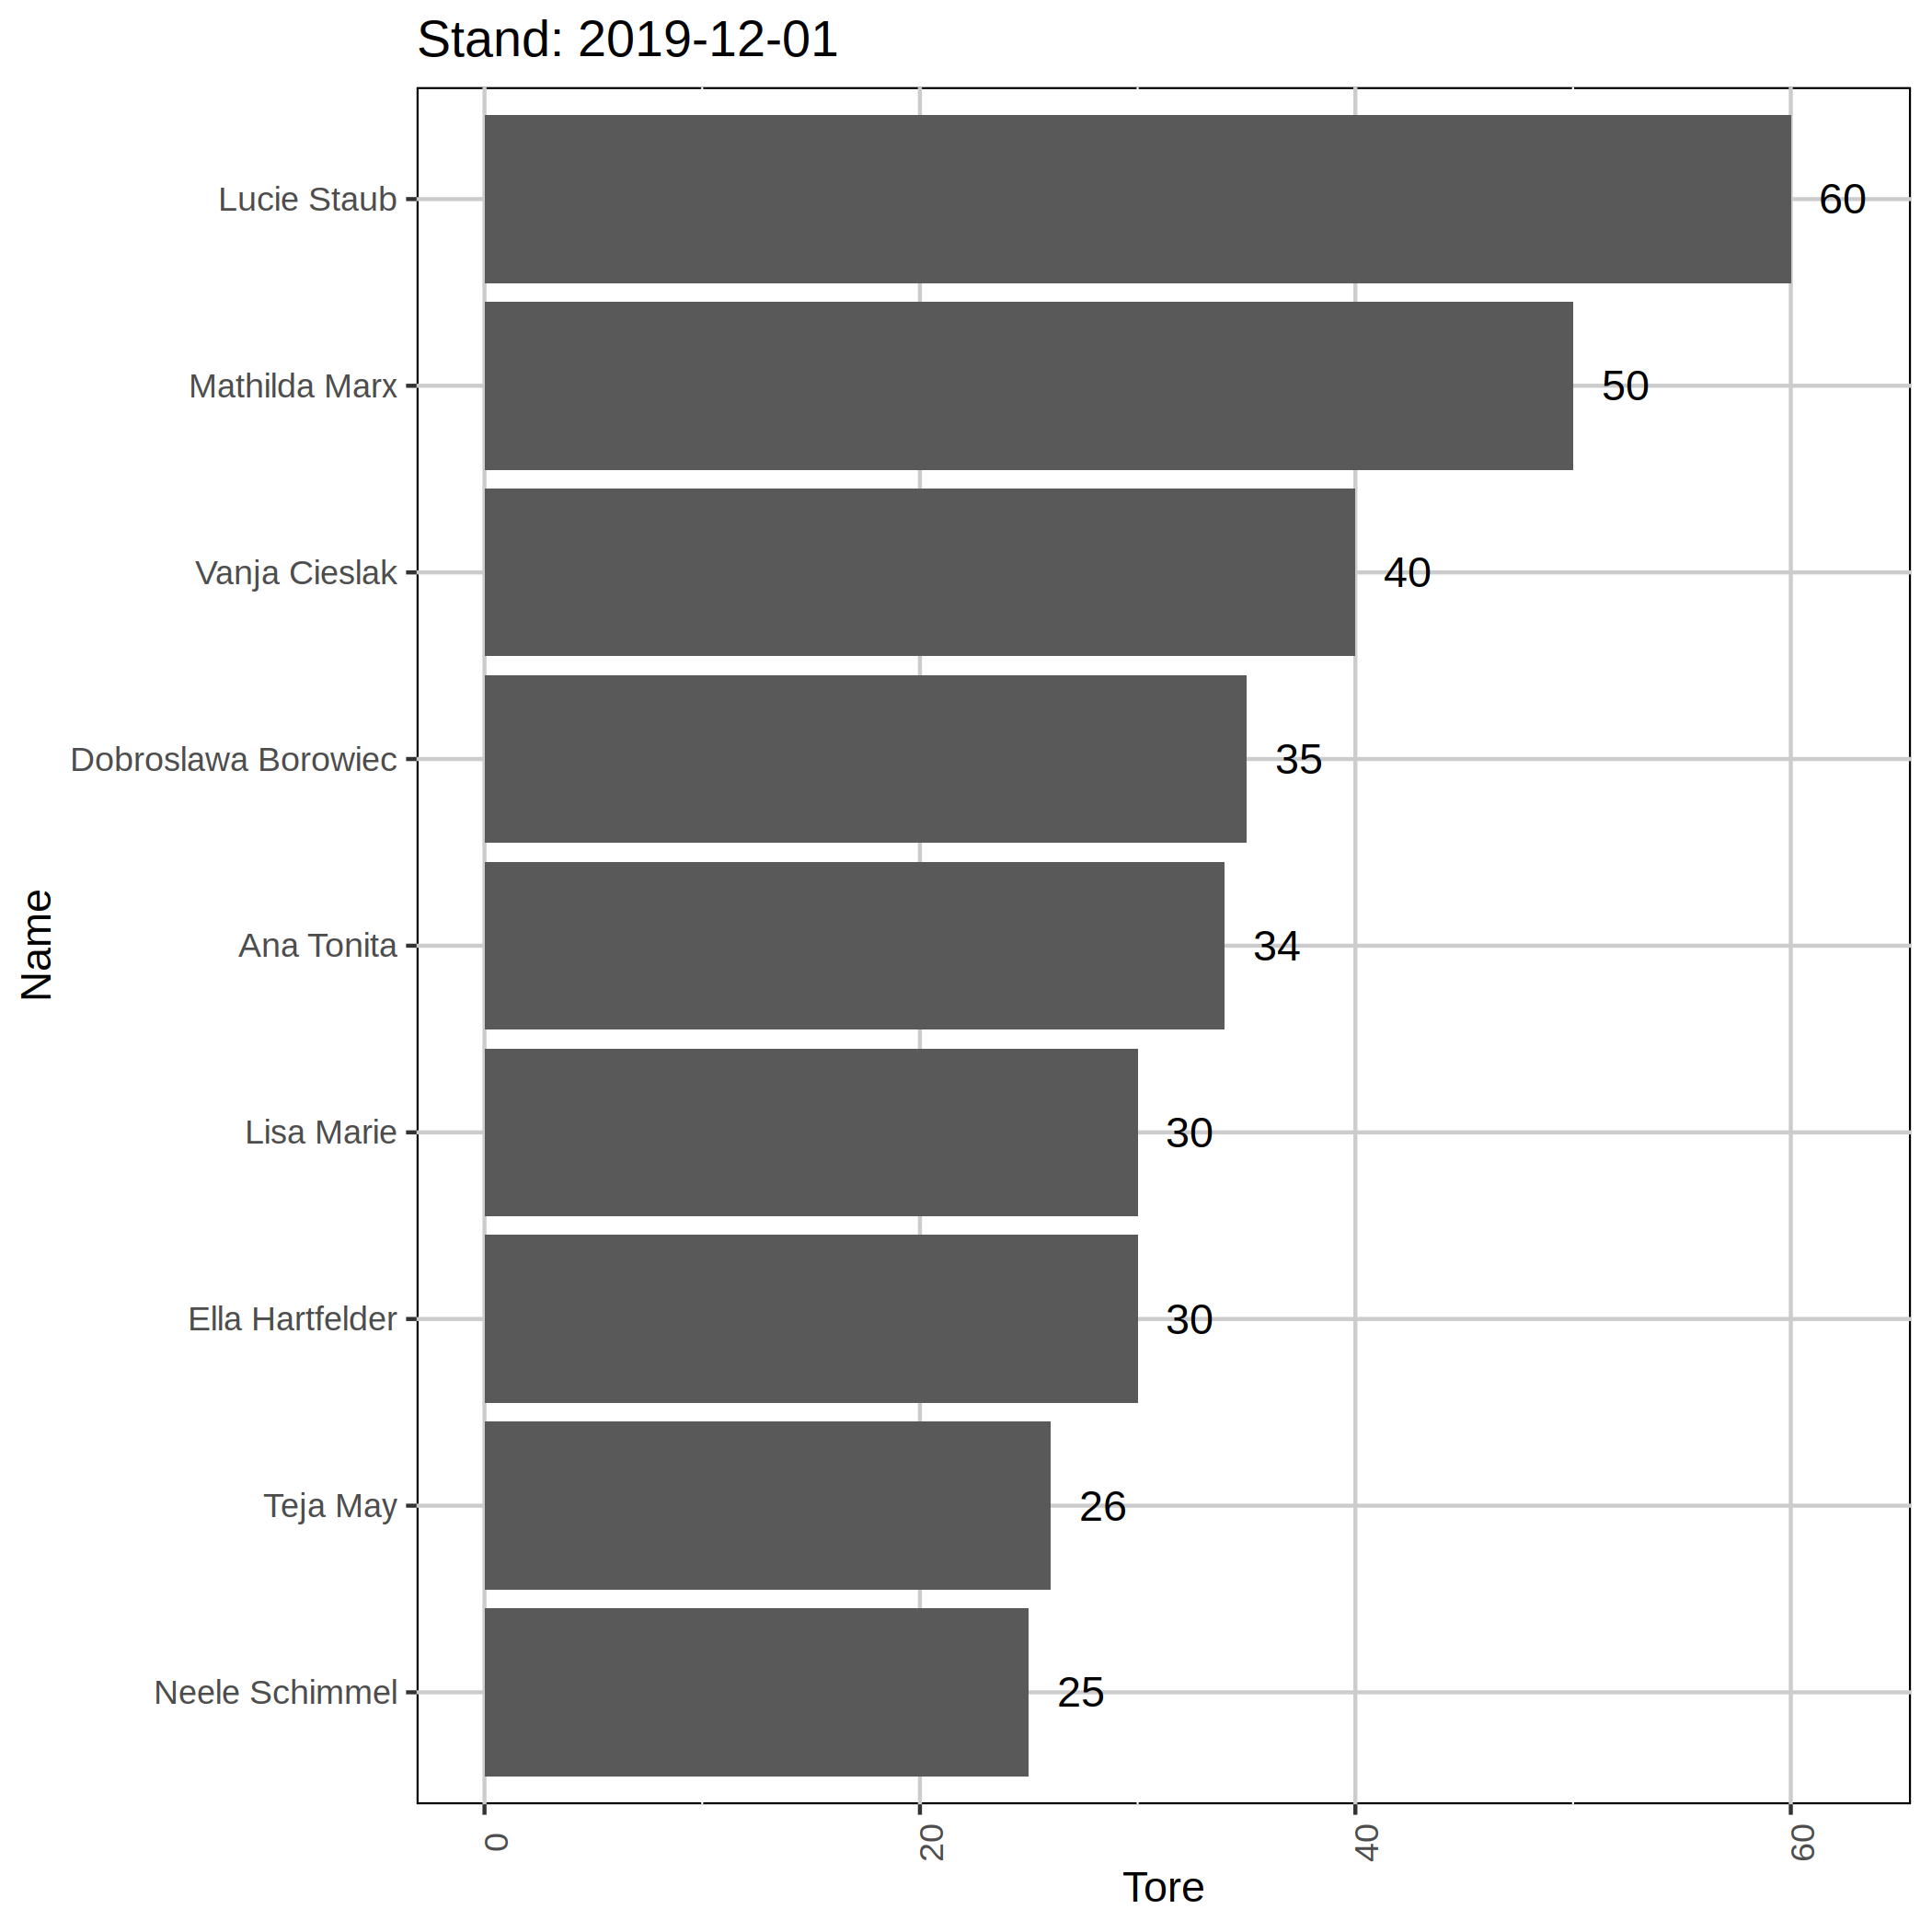 Stand: 2019-12-01
Name
Lucie Staub 60
Mathilda Marx 50
Vanja Cieslak 40
Dobroslawa Borowiec 35
Ana Tonita 34
Lisa Marie 30
Ella Hartfelder 30
Teja May 26
Neele Schimmel 25
0 20 40 60
Tore